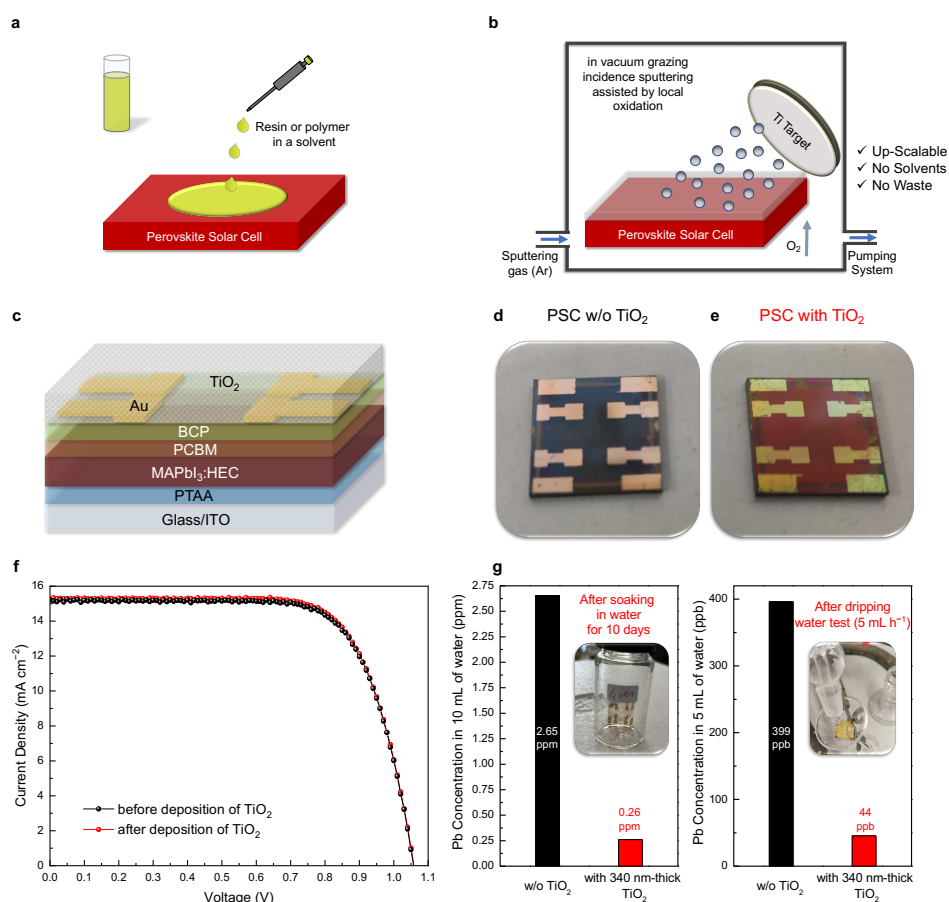 a
Resin or polymer
in a solvent
Perovskite Solar Cell
b
in vacuum grazing
incidence sputtering
assisted by local
oxidation
Ti Target
✓ Up-Scalable
✓ No Solvents
✓ No Waste
Perovskite Solar Cell
O₂
Sputtering
gas (Ar)
Pumping
System
c
TiO₂
Au
BCP
PCBM
MAPbI₃:HEC
PTAA
Glass/ITO
d
PSC w/o TiO₂
e
PSC with TiO₂
f
Current Density (mA cm⁻²)
16
14
12
10
8
6
4
2
0
before deposition of TiO₂
after deposition of TiO₂
0.0 0.1 0.2 0.3 0.4 0.5 0.6 0.7 0.8 0.9 1.0 1.1
Voltage (V)
g
Pb Concentration in 10 mL of water (ppm)
2.75
2.50
2.25
2.00
1.75
1.50
1.25
1.00
0.75
0.50
0.25
0.00
After soaking
in water
for 10 days
2.65
ppm
0.26
ppm
w/o TiO₂
with 340 nm-thick
TiO₂
Pb Concentration in 5 mL of water (ppb)
400
300
200
100
0
After dripping
water test (5 mL h⁻¹)
399
ppb
44
ppb
w/o TiO₂
with 340 nm-thick
TiO₂